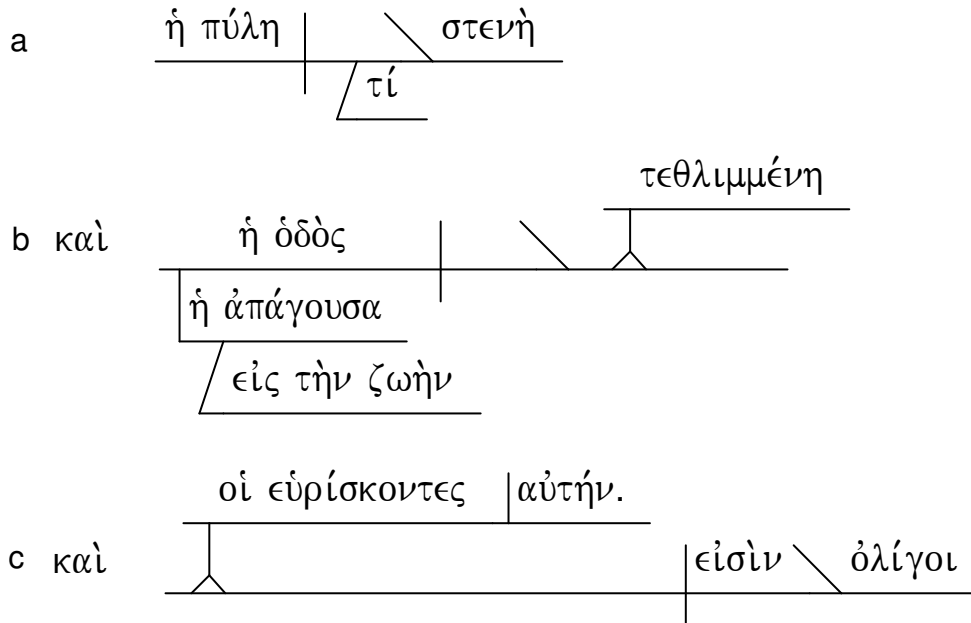 a ἡ πύλη στενὴ
τί
τεθλιμμένη
b καὶ ἡ ὁδὸς
ἡ ἀπάγουσα
εἰς τὴν ζωὴν
οἱ εὑρίσκοντες αὐτήν.
c καὶ εἰσὶν ὀλίγοι